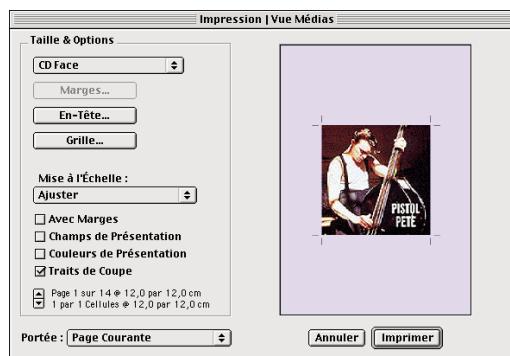 Impression | Vue Médias
Taille & Options
CD Face
Marges...
En-Tête...
Grille...
Mise à l'Échelle :
Ajuster
Avec Marges
Champs de Présentation
Couleurs de Présentation
Traits de Coupe
Page 1 sur 14 @ 12,0 par 12,0 cm
1 par 1 Cellules @ 12,0 par 12,0 cm
Portée : Page Courante
PISTOL
PETE
Annuler
Imprimer